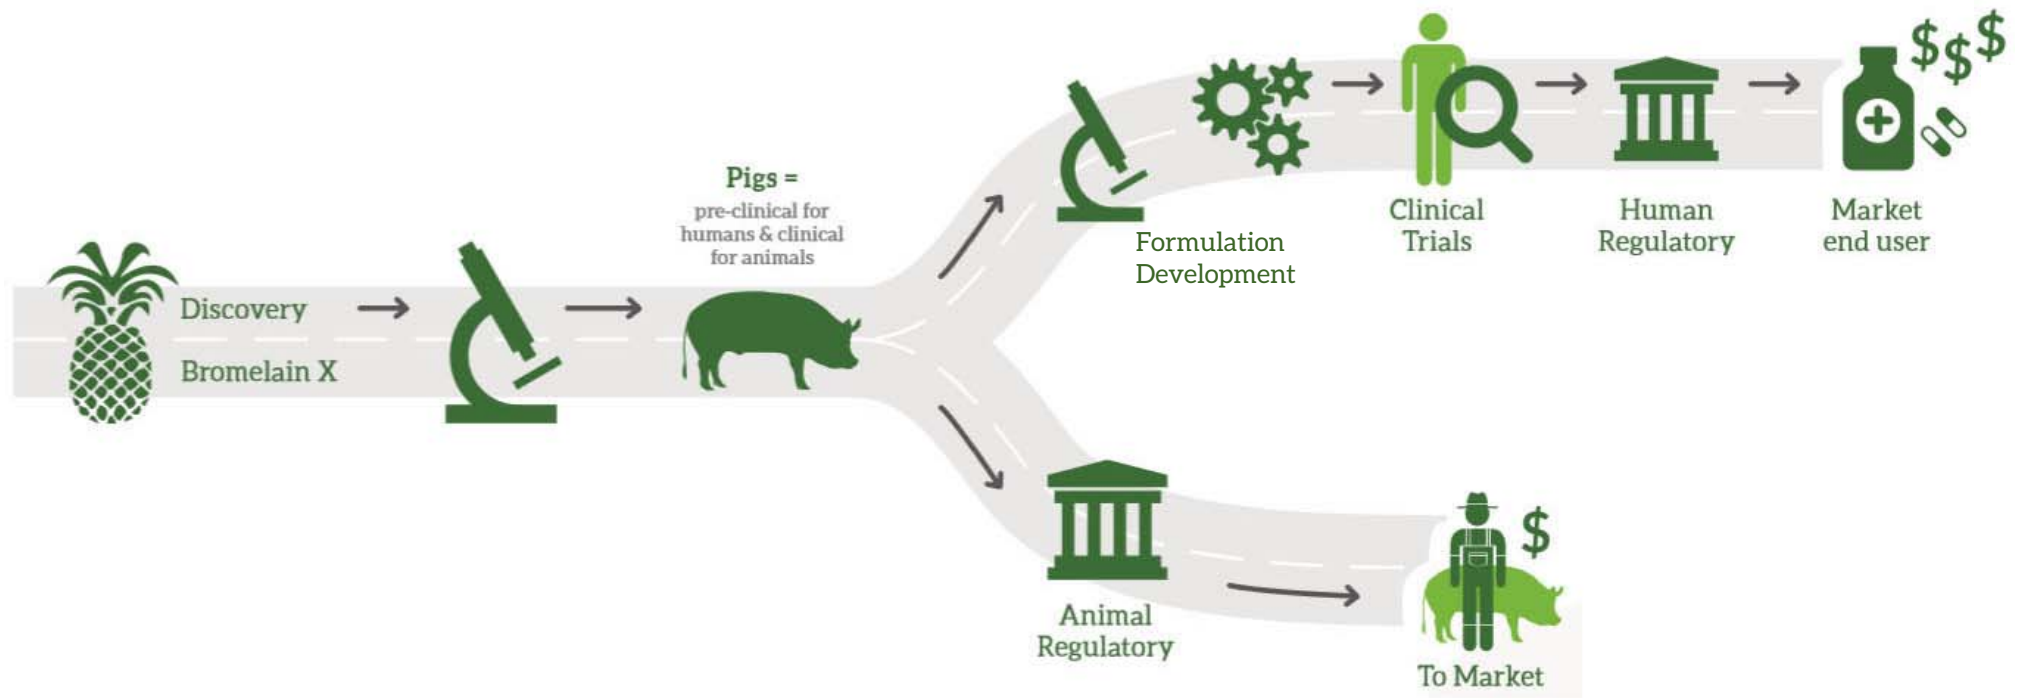 Discovery
Bromelain X
Pigs =
pre-clinical for
humans & clinical
for animals
Formulation
Development
Clinical
Trials
Human
Regulatory
$$$
Market
end user
Animal
Regulatory
$
To Market